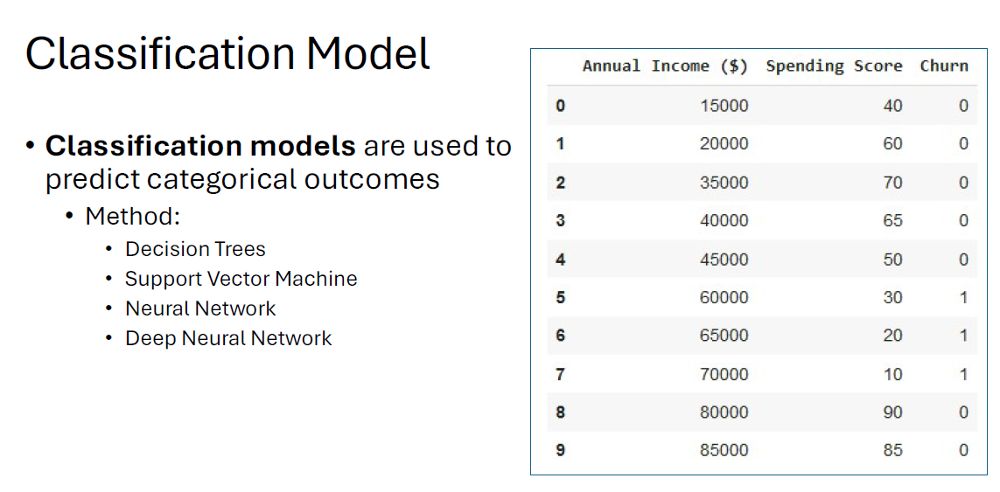 Classification Model
• Classification models are used to
predict categorical outcomes
• Method:
• Decision Trees
• Support Vector Machine
• Neural Network
• Deep Neural Network
Annual Income ($) Spending Score Churn
0 15000 40 0
1 20000 60 0
2 35000 70 0
3 40000 65 0
4 45000 50 0
5 60000 30 1
6 65000 20 1
7 70000 10 1
8 80000 90 0
9 85000 85 0